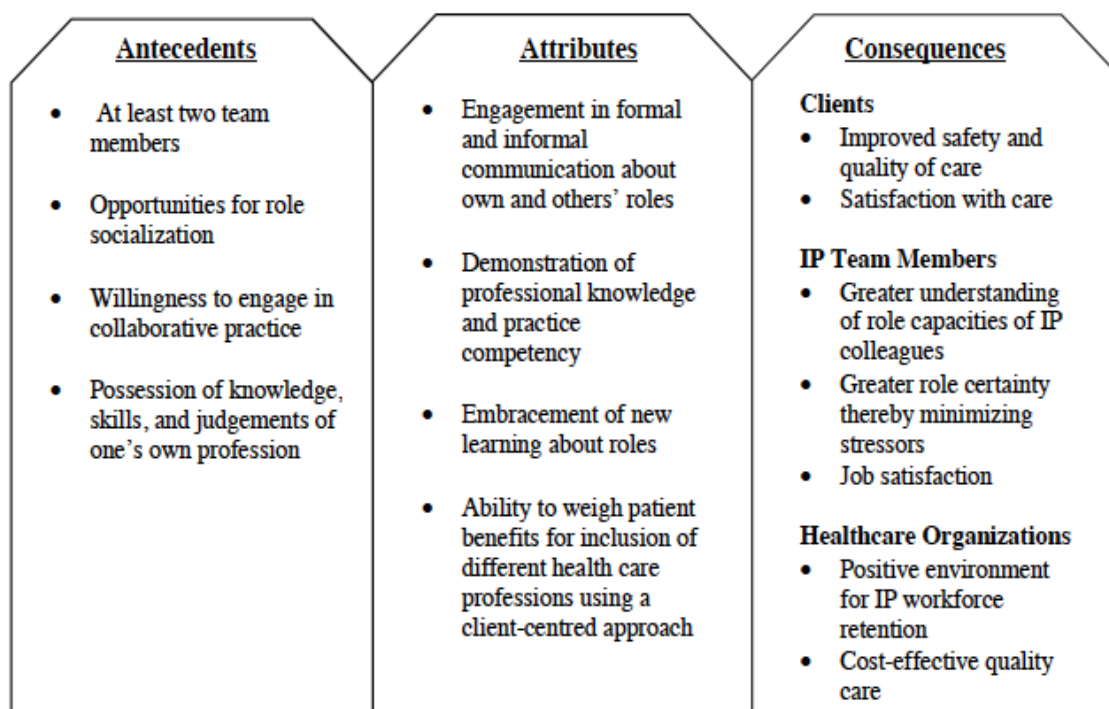 Antecedents
• At least two team
members
• Opportunities for role
socialization
• Willingness to engage in
collaborative practice
• Possession of knowledge,
skills, and judgements of
one’s own profession
Attributes
• Engagement in formal
and informal
communication about
own and others’ roles
• Demonstration of
professional knowledge
and practice
competency
• Embracement of new
learning about roles
• Ability to weigh patient
benefits for inclusion of
different health care
professions using a
client-centred approach
Consequences
Clients
• Improved safety and
quality of care
• Satisfaction with care
IP Team Members
• Greater understanding
of role capacities of IP
colleagues
• Greater role certainty
thereby minimizing
stressors
• Job satisfaction
Healthcare Organizations
• Positive environment
for IP workforce
retention
• Cost-effective quality
care